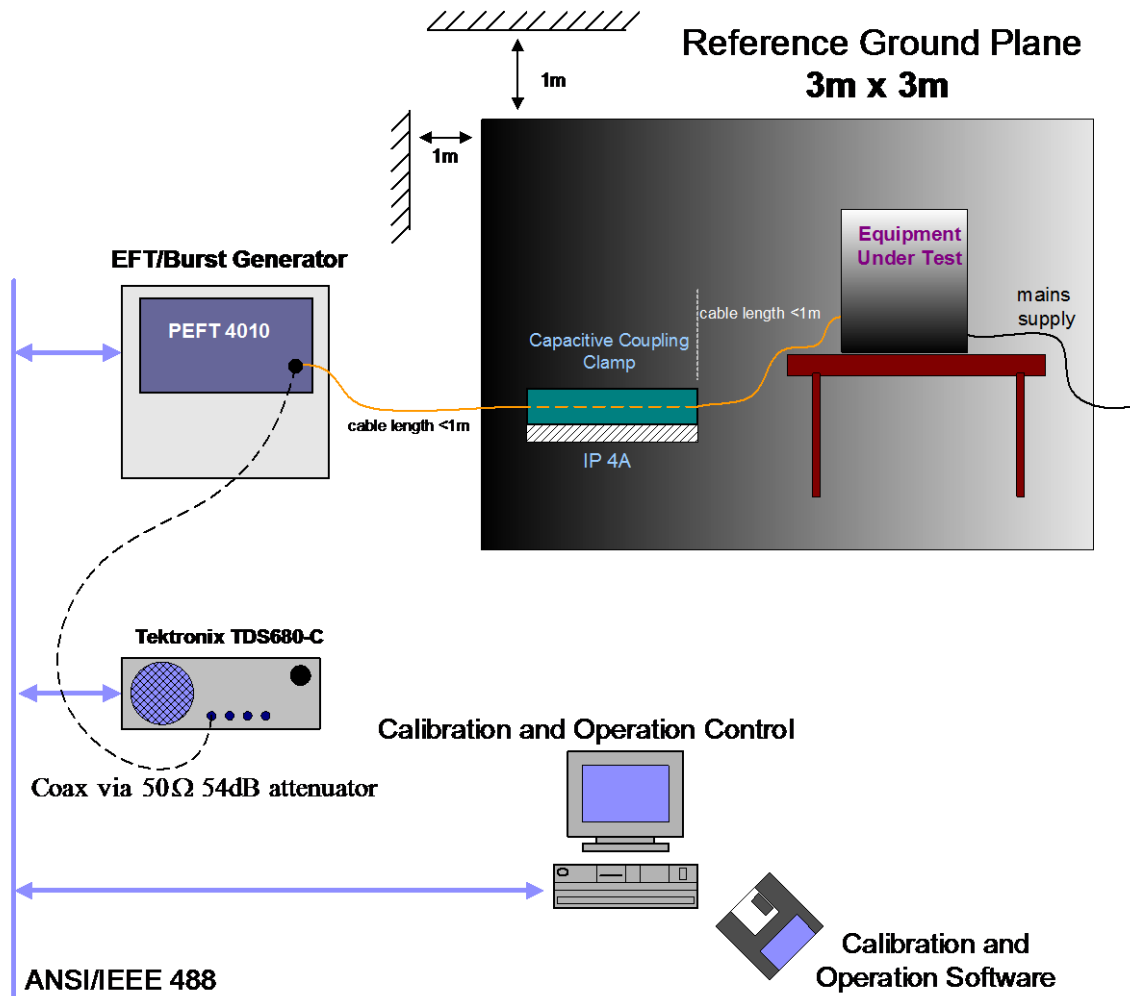 Reference Ground Plane
3m x 3m
1m
1m
EFT/Burst Generator
PEFT 4010
cable length <1m
Capacitive Coupling
Clamp
IP 4A
cable length <1m
Equipment
Under Test
mains
supply
Tektronix TDS680-C
Coax via 50Ω 54dB attenuator
Calibration and Operation Control
Calibration and
Operation Software
ANSI/IEEE 488